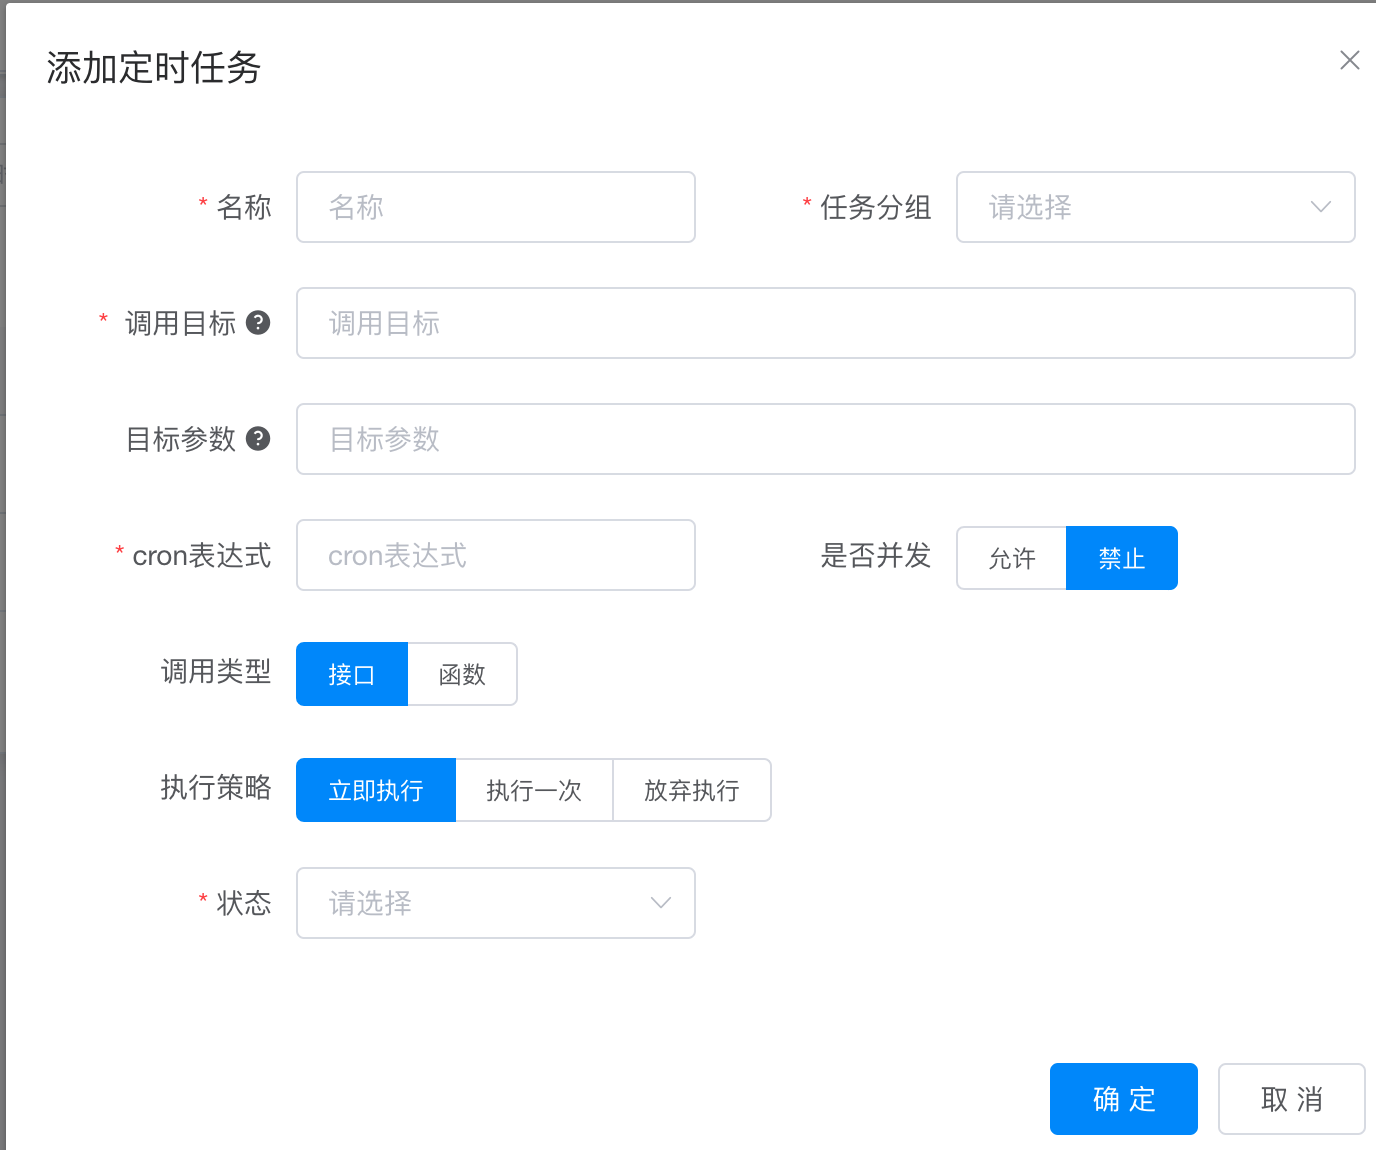 添加定时任务
* 名称 名称 * 任务分组 请选择
* 调用目标 ? 调用目标
目标参数 ? 目标参数
* cron表达式 cron表达式 是否并发 允许 禁止
调用类型 接口 函数
执行策略 立即执行 执行一次 放弃执行
* 状态 请选择
确 定 取 消